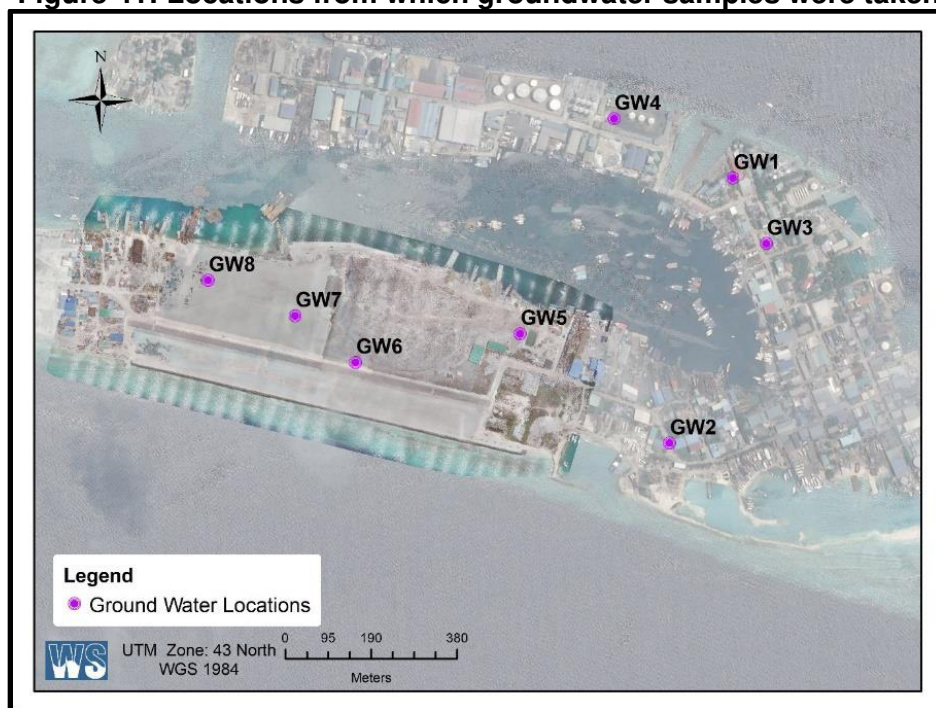 Figure 41: Locations from which groundwater samples were taken
N
GW4
GW1
GW3
GW8
GW7
GW5
GW6
GW2
Legend
Ground Water Locations
WS
UTM Zone: 43 North
WGS 1984
0 95 190 380
Meters